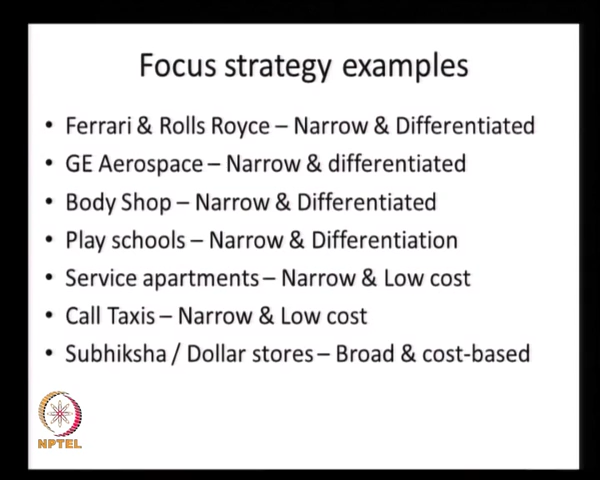 Focus strategy examples
• Ferrari & Rolls Royce – Narrow & Differentiated
• GE Aerospace – Narrow & differentiated
• Body Shop – Narrow & Differentiated
• Play schools – Narrow & Differentiation
• Service apartments – Narrow & Low cost
• Call Taxis – Narrow & Low cost
• Subhiksha / Dollar stores – Broad & cost-based
NPTEL